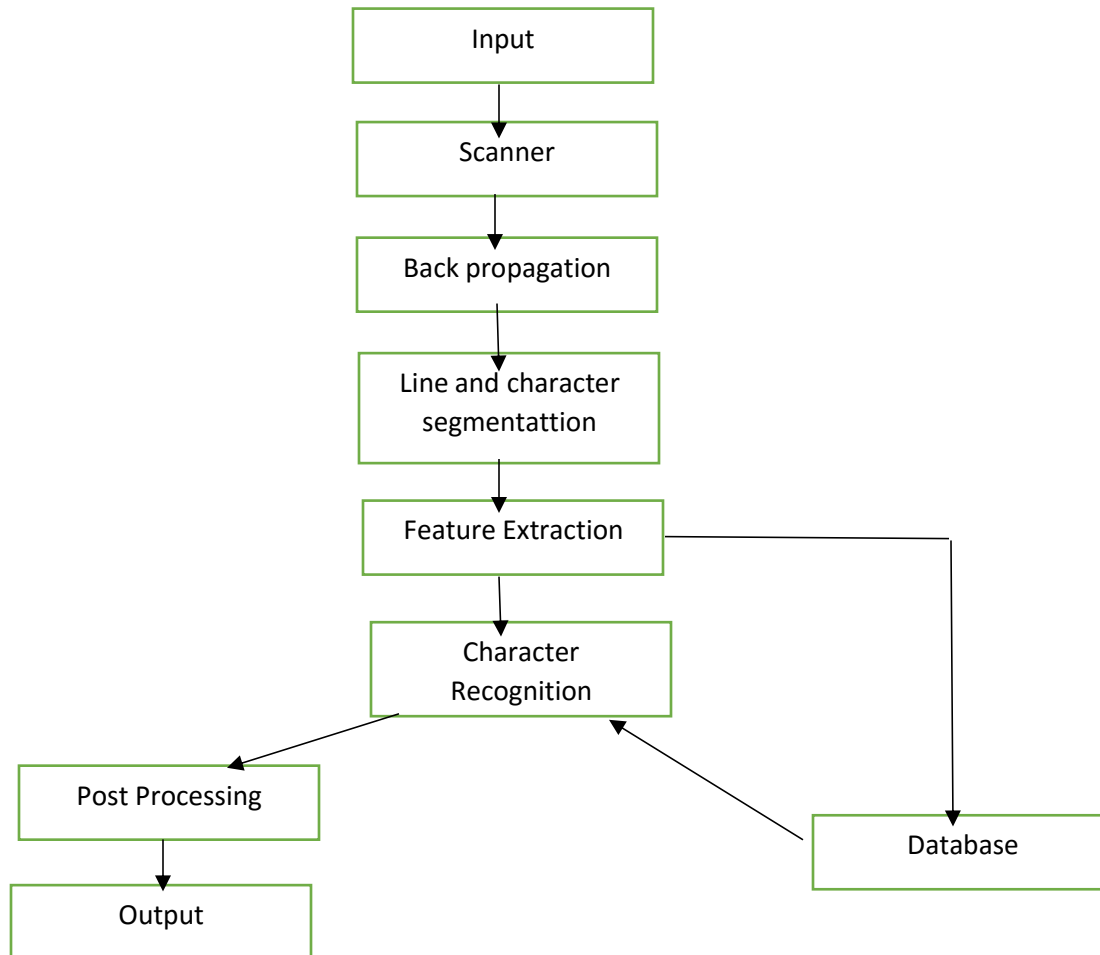 Input
Scanner
Back propagation
Line and character
segmentattion
Feature Extraction
Character
Recognition
Post Processing
Database
Output